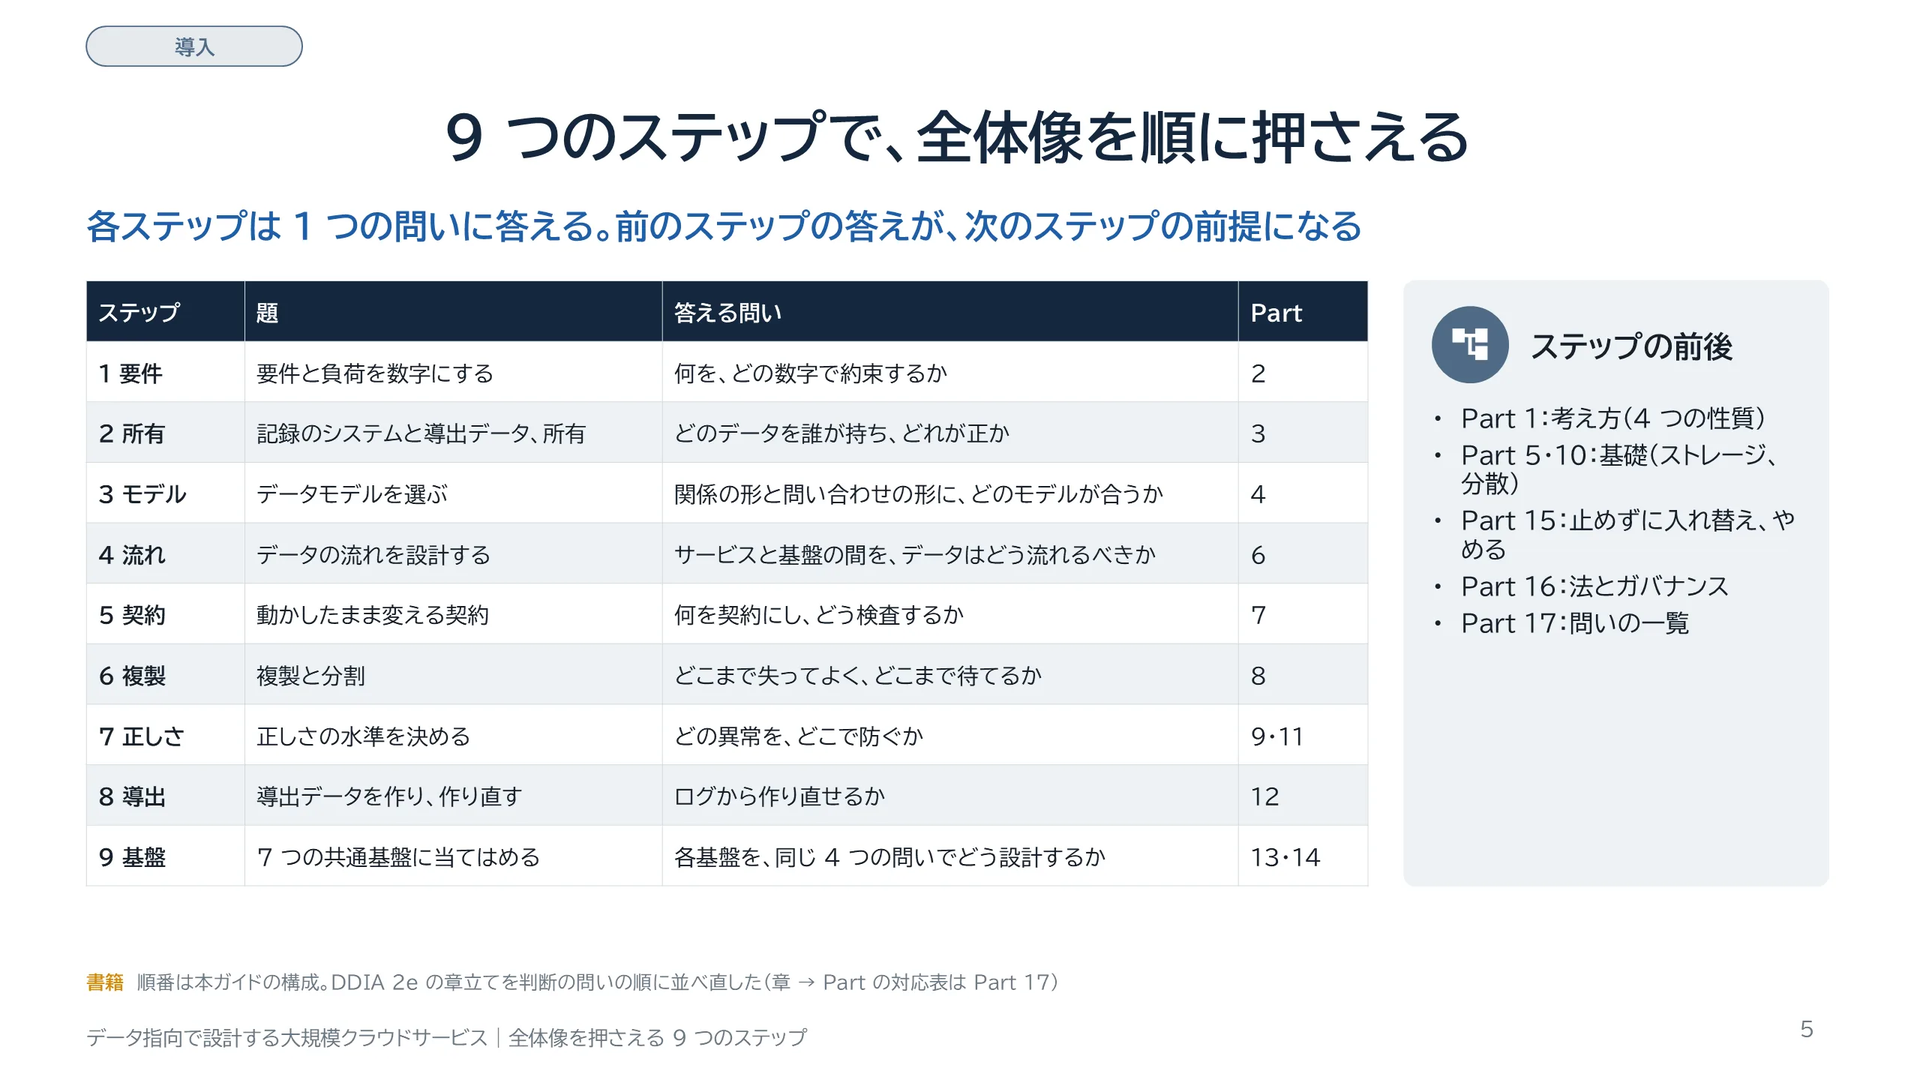 導入
9 つのステップで、全体像を順に押さえる
各ステップは 1 つの問いに答える。前のステップの答えが、次のステップの前提になる
ステップ 題 答える問い Part
1 要件 要件と負荷を数字にする 何を、どの数字で約束するか 2
2 所有 記録のシステムと導出データ、所有 どのデータを誰が持ち、どれが正か 3
3 モデル データモデルを選ぶ 関係の形と問い合わせの形に、どのモデルが合うか 4
4 流れ データの流れを設計する サービスと基盤の間を、データはどう流れるべきか 6
5 契約 動かしたまま変える契約 何を契約にし、どう検査するか 7
6 複製 複製と分割 どこまで失ってよく、どこまで待てるか 8
7 正しさ 正しさの水準を決める どの異常を、どこで防ぐか 9・11
8 導出 導出データを作り、作り直す ログから作り直せるか 12
9 基盤 7 つの共通基盤に当てはめる 各基盤を、同じ 4 つの問いでどう設計するか 13・14
ステップの前後
• Part 1：考え方（4 つの性質）
• Part 5・10：基礎（ストレージ、
分散）
• Part 15：止めずに入れ替え、や
める
• Part 16：法とガバナンス
• Part 17：問いの一覧
書籍 順番は本ガイドの構成。DDIA 2e の章立てを判断の問いの順に並べ直した（章 → Part の対応表は Part 17）
データ指向で設計する大規模クラウドサービス｜全体像を押さえる 9 つのステップ
5